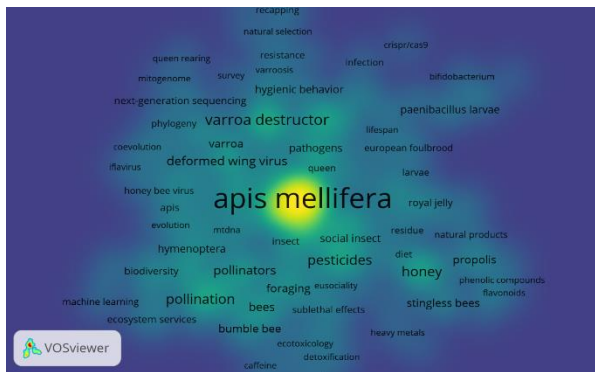 recapping
natural selection
crispr/cas9
queen rearing
resistance
infection
mitogenome
survey
varroosis
bifidobacterium
hygienic behavior
next-generation sequencing
paenibacillus larvae
phylogeny
varroa destructor
lifespan
coevolution
varroa
pathogens
european foulbrood
iflavirus
deformed wing virus
queen
larvae
honey bee virus
apis mellifera
royal jelly
apis
evolution
mtdna
residue
natural products
insect
social insect
hymenoptera
diet
biodiversity
pollinators
pesticides
honey
propolis
phenolic compounds
foraging
eusociality
flavonoids
machine learning
pollination
bees
sublethal effects
stingless bees
ecosystem services
bumble bee
heavy metals
ecotoxicology
VOSviewer
detoxification
caffeine